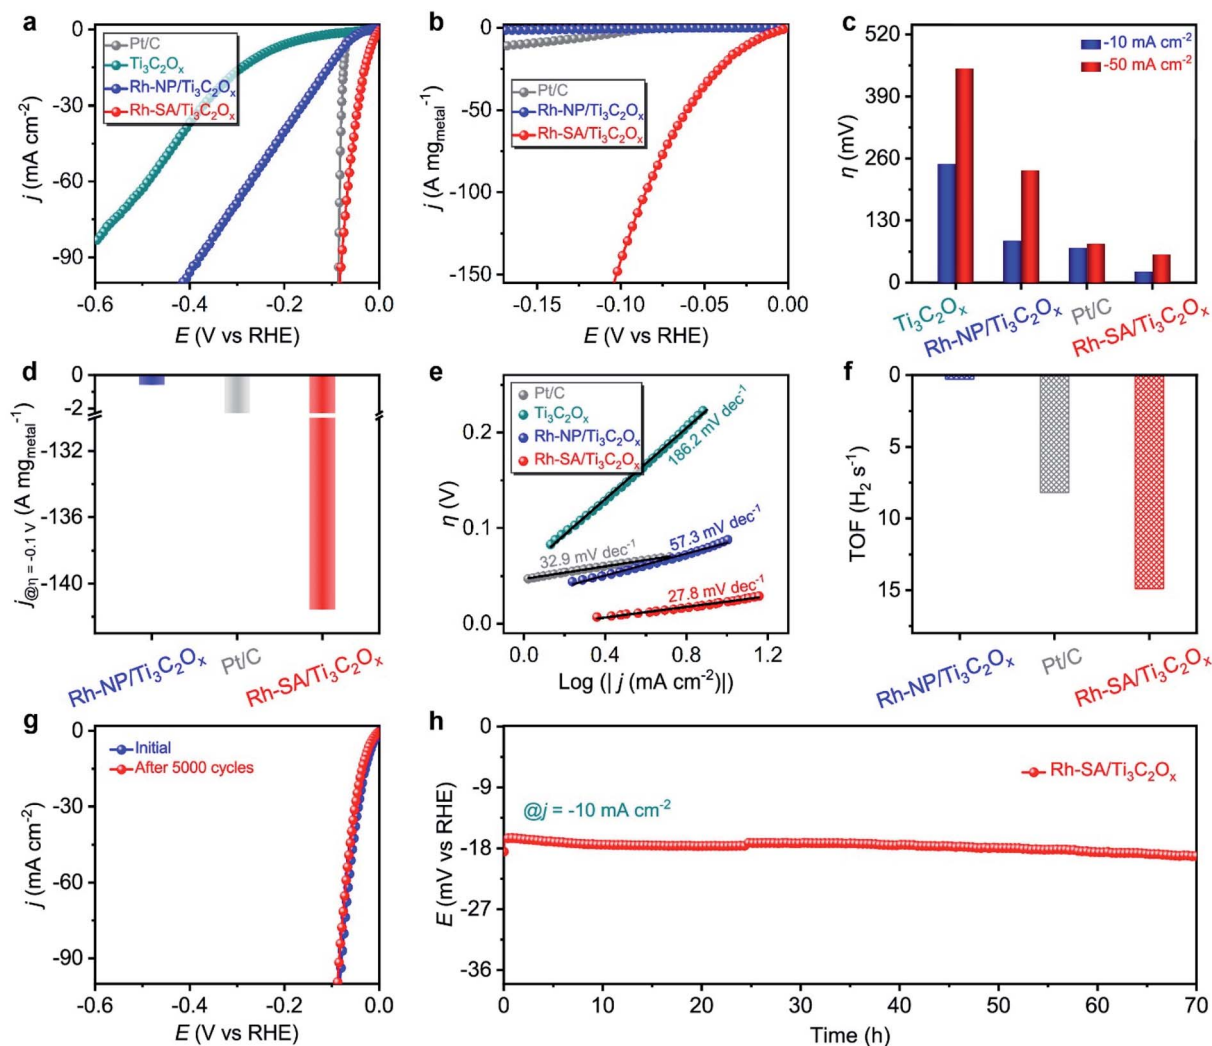 a
0
-30
-60
-90
j (mA cm-2)
Pt/C
Ti3C2Ox
Rh-NP/Ti3C2Ox
Rh-SA/Ti3C2Ox
-0.6
-0.4
-0.2
0.0
E (V vs RHE)
b
0
-50
-100
-150
j (A mgmetal-1)
Pt/C
Rh-NP/Ti3C2Ox
Rh-SA/Ti3C2Ox
-0.15
-0.10
-0.05
0.00
E (V vs RHE)
c
520
390
260
130
0
η (mV)
-10 mA cm-2
-50 mA cm-2
Ti3C2Ox
Rh-NP/Ti3C2Ox
Pt/C
Rh-SA/Ti3C2Ox
d
0
-2
-132
-136
-140
j@η = -0.1 V (A mgmetal-1)
Rh-NP/Ti3C2Ox
Pt/C
Rh-SA/Ti3C2Ox
e
0.2
0.1
0.0
η (V)
Pt/C
Ti3C2Ox
Rh-NP/Ti3C2Ox
Rh-SA/Ti3C2Ox
186.2 mV dec-1
32.9 mV dec-1
57.3 mV dec-1
27.8 mV dec-1
0.0
0.4
0.8
1.2
Log (| j (mA cm-2)|)
f
0
5
10
15
TOF (H2 s-1)
Rh-NP/Ti3C2Ox
Pt/C
Rh-SA/Ti3C2Ox
g
0
-30
-60
-90
j (mA cm-2)
Initial
After 5000 cycles
-0.6
-0.4
-0.2
0.0
E (V vs RHE)
h
0
-9
-18
-27
-36
E (mV vs RHE)
Rh-SA/Ti3C2Ox
@j = -10 mA cm-2
0
10
20
30
40
50
60
70
Time (h)